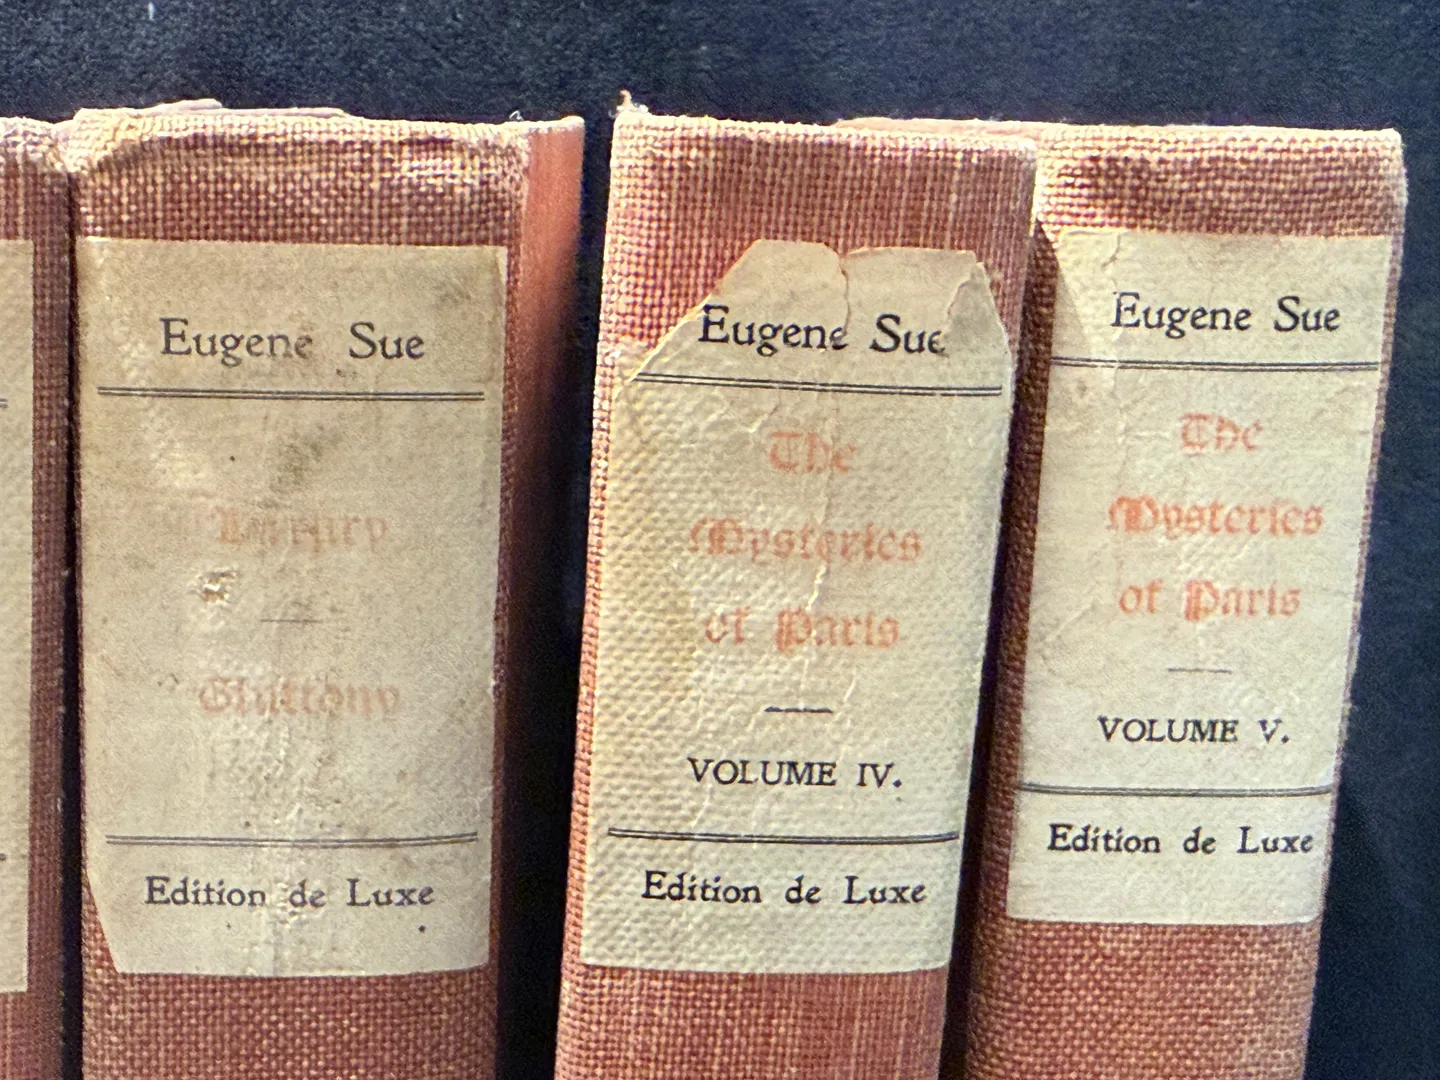 Eugene Sue
Luxury
Gluttony
Edition de Luxe
Eugene Sue
The
Mysteries
of Paris
VOLUME IV.
Edition de Luxe
Eugene Sue
The
Mysteries
of Paris
VOLUME V.
Edition de Luxe